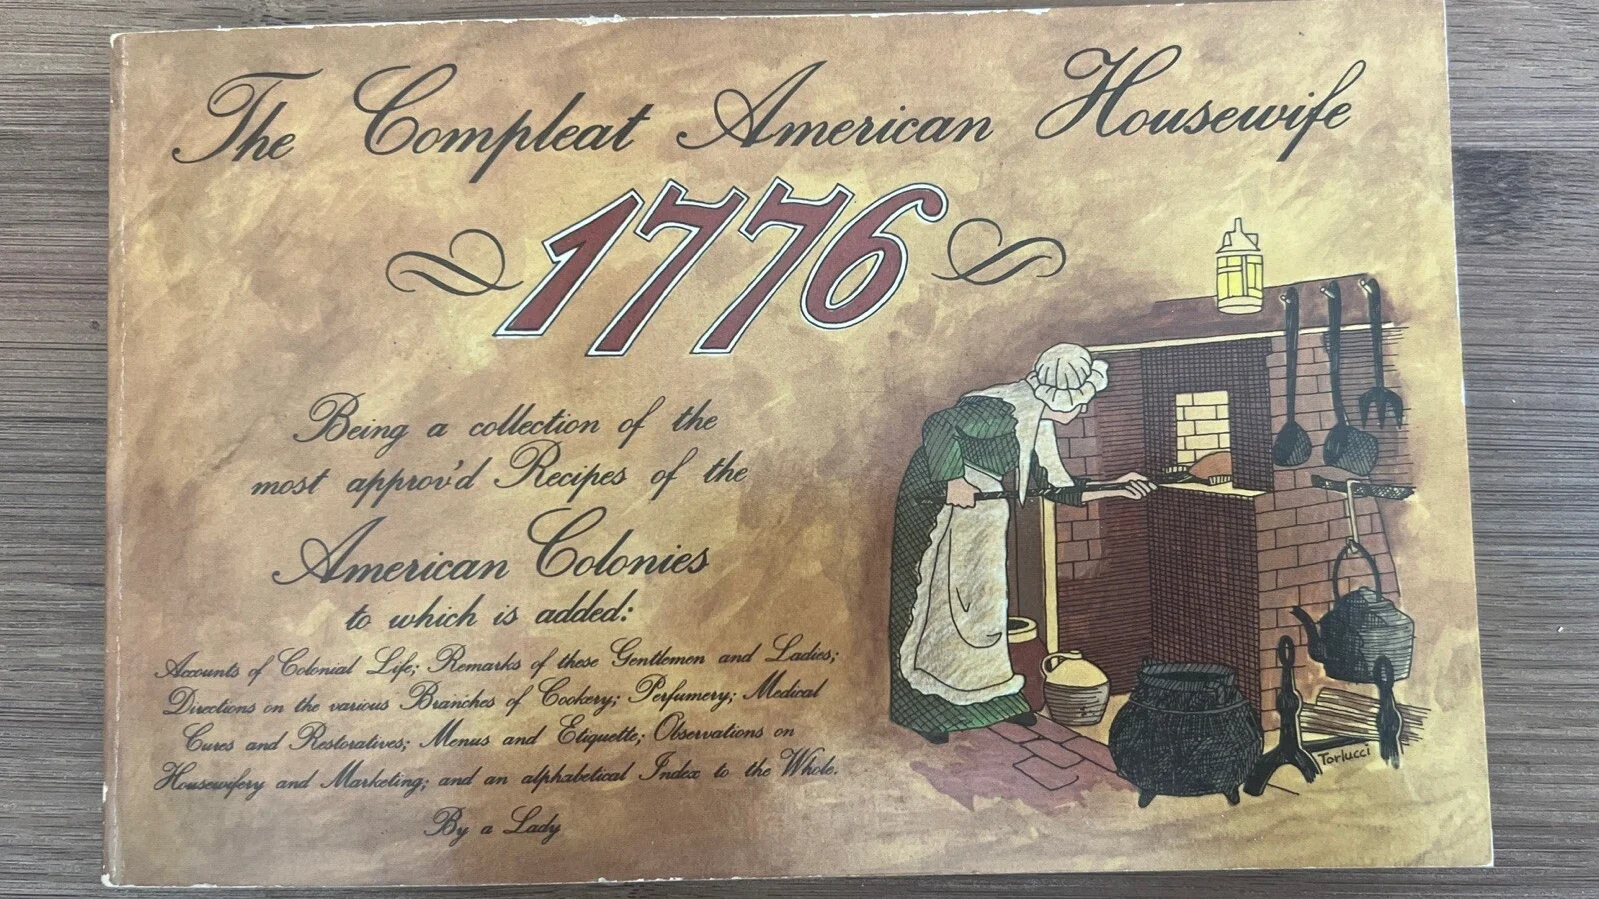 The Compleat American Housewife
1776
Being a collection of the
most approv'd Recipes of the
American Colonies
to which is added:
Accounts of Colonial Life; Remarks of these Gentlemen and Ladies;
Directions on the various Branches of Cookery; Perfumery; Medical
Cures and Restoratives; Menus and Etiquette; Observations on
Housewifery and Marketing; and an alphabetical Index to the Whole.
By a Lady
Torlucci